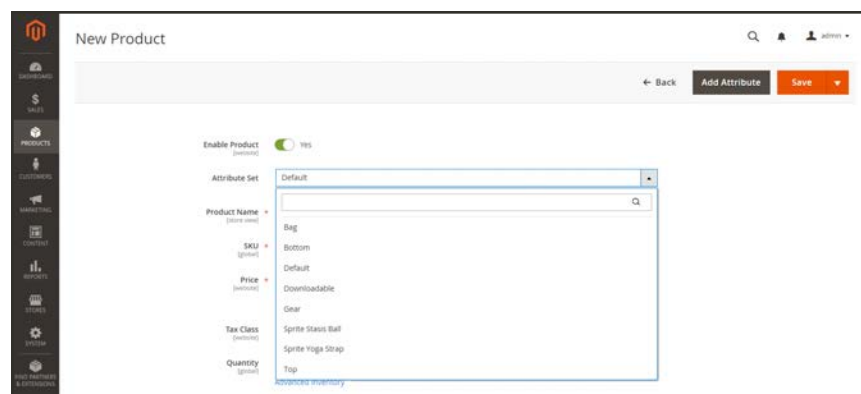 New Product
admin
← Back
Add Attribute
Save
DASHBOARD
SALES
PRODUCTS
CUSTOMERS
MARKETING
CONTENT
REPORTS
STORES
SYSTEM
FIND PARTNERS
& EXTENSIONS
Enable Product
[website]
Yes
Attribute Set
Default
Product Name *
[store view]
SKU *
[global]
Price *
[website]
Tax Class
[website]
Quantity
[global]
Bag
Bottom
Default
Downloadable
Gear
Sprite Stasis Ball
Sprite Yoga Strap
Top
Advanced Inventory